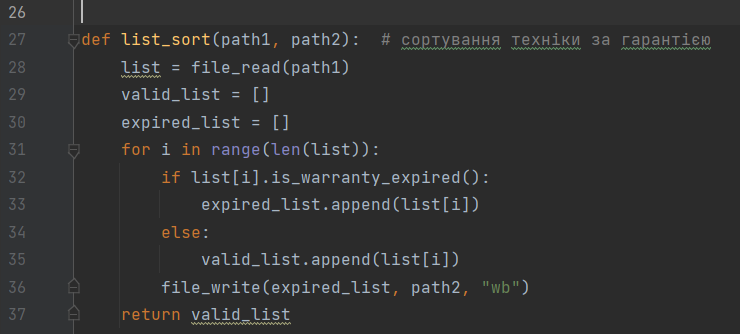 26
27 def list_sort(path1, path2):  # сортування техніки за гарантією
28     list = file_read(path1)
29     valid_list = []
30     expired_list = []
31     for i in range(len(list)):
32         if list[i].is_warranty_expired():
33             expired_list.append(list[i])
34         else:
35             valid_list.append(list[i])
36         file_write(expired_list, path2, "wb")
37     return valid_list